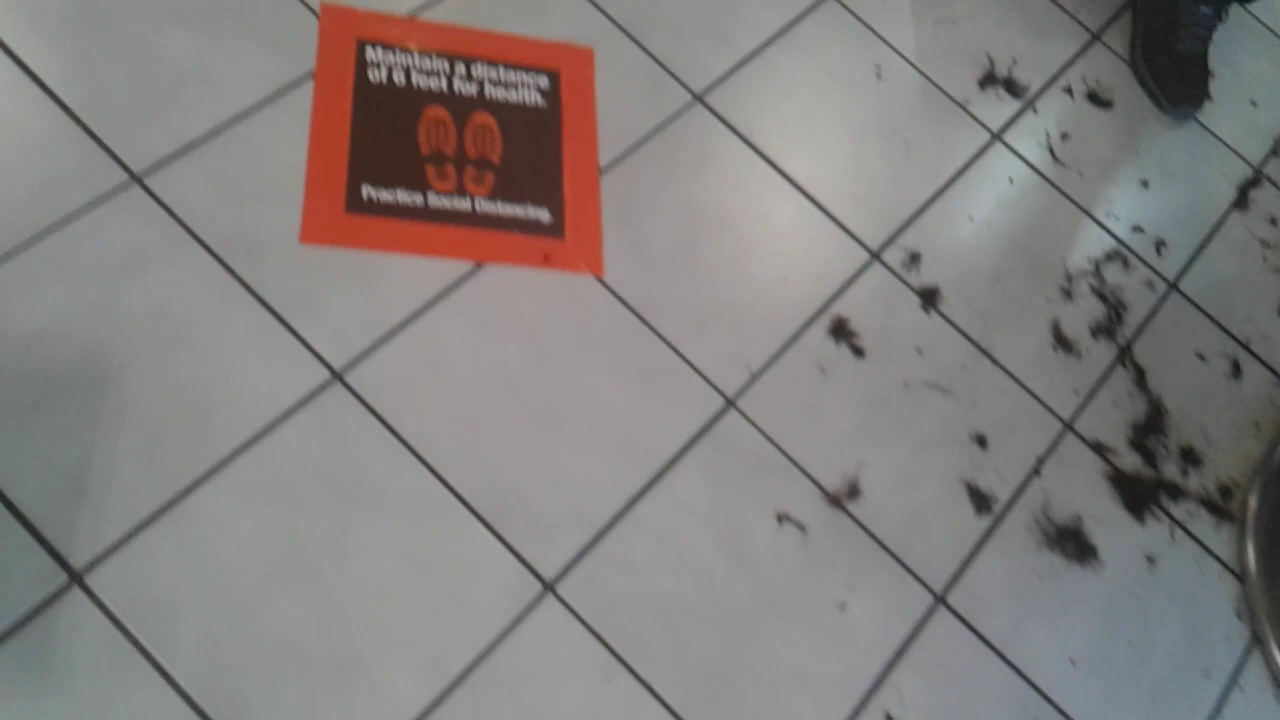 Maintain a distance
of 6 feet for health.
Practice Social Distancing.